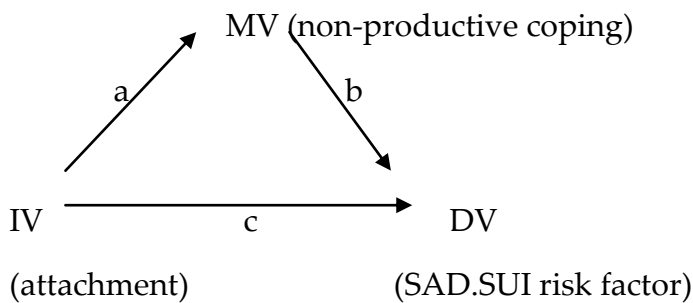 MV (non-productive coping)
a
b
IV
c
DV
(attachment)
(SAD.SUI risk factor)